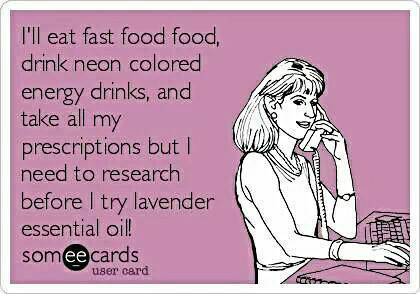 I'll eat fast food food,
drink neon colored
energy drinks, and
take all my
prescriptions but I
need to research
before I try lavender
essential oil!
someecards
user card